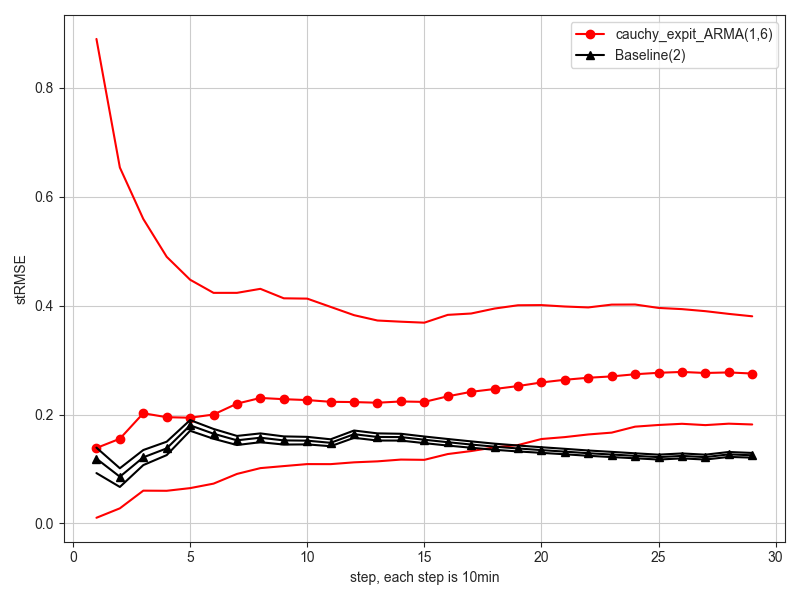 cauchy_expit_ARMA(1,6)
Baseline(2)
0.8
0.6
0.4
0.2
0.0
stRMSE
0 5 10 15 20 25 30
step, each step is 10min